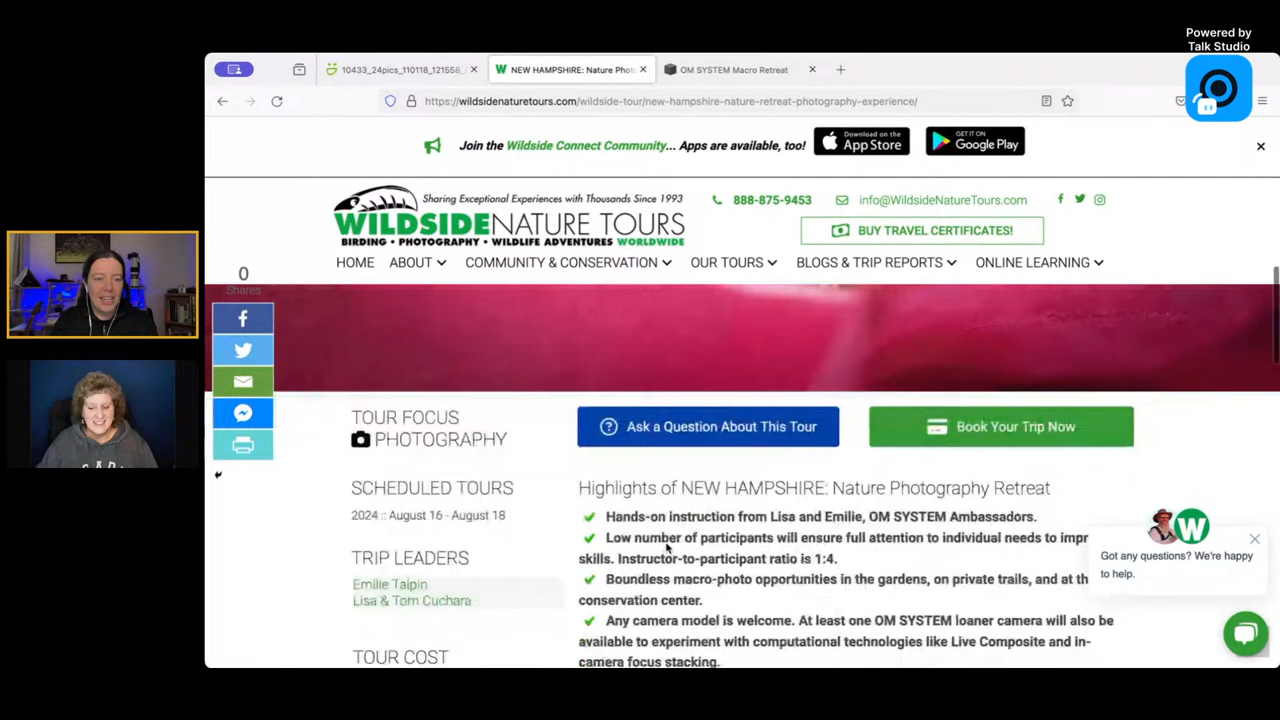 Powered by
Talk Studio
10433_24pics_110118_121558_
NEW HAMPSHIRE: Nature Phot
OM SYSTEM Macro Retreat
https://wildsidenaturetours.com/wildside-tour/new-hampshire-nature-retreat-photography-experience/
Join the Wildside Connect Community... Apps are available, too!
Download on the
App Store
GET IT ON
Google Play
Sharing Exceptional Experiences with Thousands Since 1993
WILDSIDE NATURE TOURS
BIRDING • PHOTOGRAPHY • WILDLIFE ADVENTURES WORLDWIDE
888-875-9453
info@WildsideNatureTours.com
BUY TRAVEL CERTIFICATES!
HOME ABOUT COMMUNITY & CONSERVATION OUR TOURS BLOGS & TRIP REPORTS ONLINE LEARNING
0
Shares
TOUR FOCUS
PHOTOGRAPHY
Ask a Question About This Tour
Book Your Trip Now
SCHEDULED TOURS
2024 :: August 16 - August 18
TRIP LEADERS
Emilie Talpin
Lisa & Tom Cuchara
TOUR COST
Highlights of NEW HAMPSHIRE: Nature Photography Retreat
Hands-on instruction from Lisa and Emilie, OM SYSTEM Ambassadors.
Low number of participants will ensure full attention to individual needs to impr
skills. Instructor-to-participant ratio is 1:4.
Boundless macro-photo opportunities in the gardens, on private trails, and at th
conservation center.
Any camera model is welcome. At least one OM SYSTEM loaner camera will also be
available to experiment with computational technologies like Live Composite and in-
camera focus stacking.
W
Got any questions? We're happy
to help.